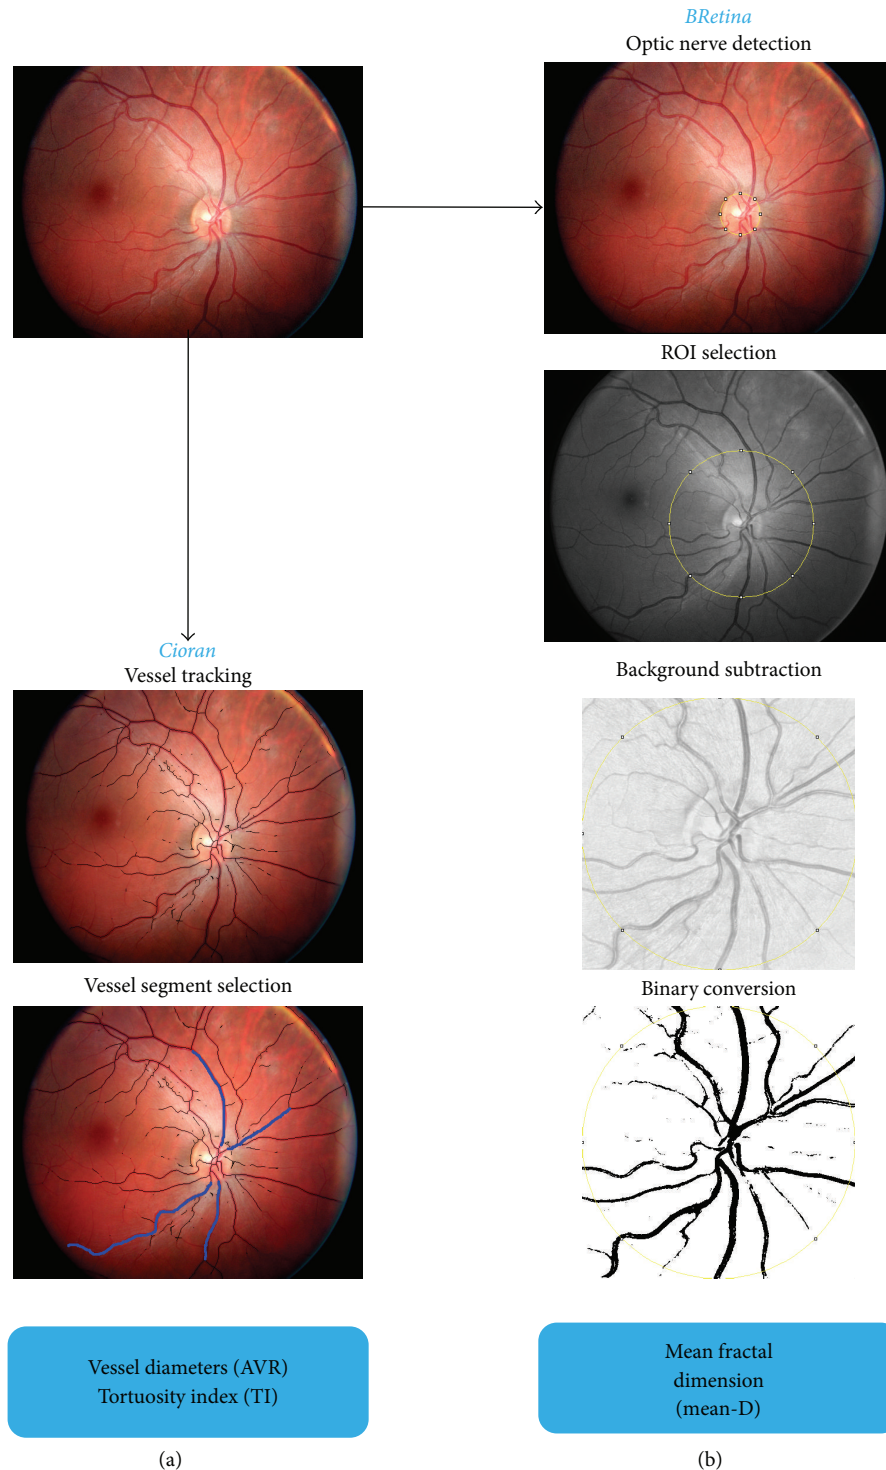 BRetina
Optic nerve detection
ROI selection
Cioran
Vessel tracking
Background subtraction
Vessel segment selection
Binary conversion
Vessel diameters (AVR)
Tortuosity index (TI)
Mean fractal
dimension
(mean-D)
(a)
(b)